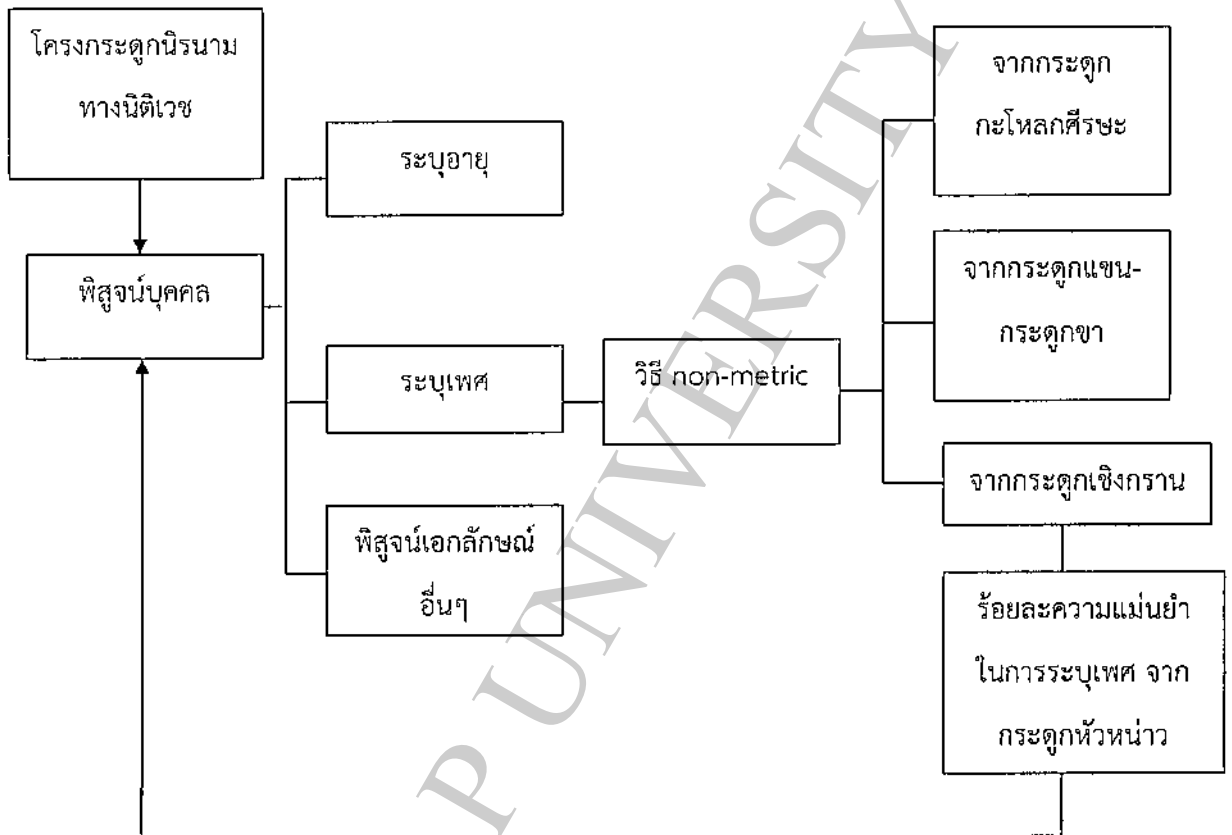 โครงกระดูกนิรนาม
ทางนิติเวช
พิสูจน์บุคคล
ระบุอายุ
ระบุเพศ
พิสูจน์เอกลักษณ์
อื่นๆ
วิธี non-metric
จากกระดูก
กะโหลกศีรษะ
จากกระดูกแขน-
กระดูกขา
จากกระดูกเชิงกราน
ร้อยละความแม่นยำ
ในการระบุเพศ จาก
กระดูกหัวหน่าว
P UNIVERSITY